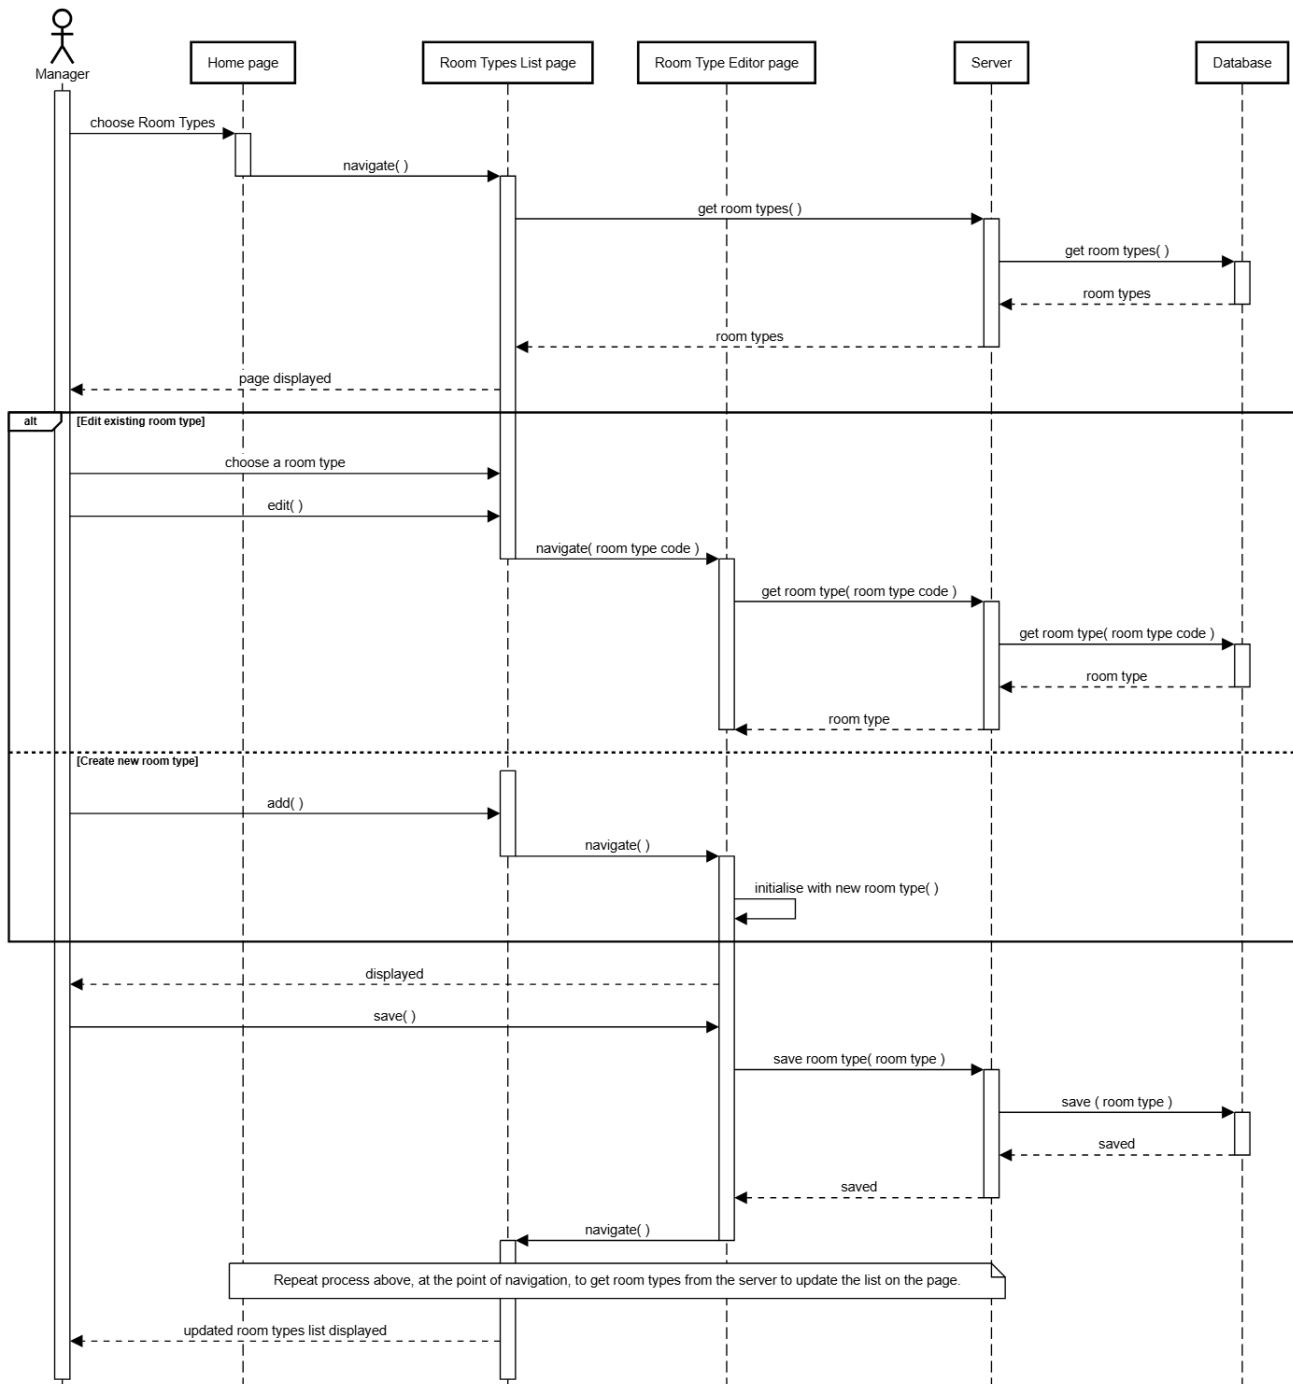 Manager
Home page
Room Types List page
Room Type Editor page
Server
Database
choose Room Types
navigate( )
get room types( )
get room types( )
room types
room types
page displayed
alt
[Edit existing room type]
choose a room type
edit( )
navigate( room type code )
get room type( room type code )
get room type( room type code )
room type
room type
[Create new room type]
add( )
navigate( )
initialise with new room type( )
displayed
save( )
save room type( room type )
save ( room type )
saved
saved
navigate( )
Repeat process above, at the point of navigation, to get room types from the server to update the list on the page.
updated room types list displayed